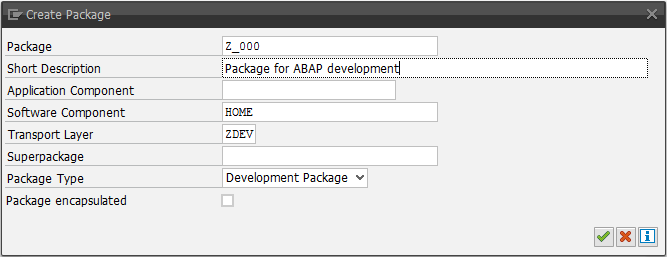 Create Package
Package Z_000
Short Description Package for ABAP development
Application Component
Software Component HOME
Transport Layer ZDEV
Superpackage
Package Type Development Package
Package encapsulated